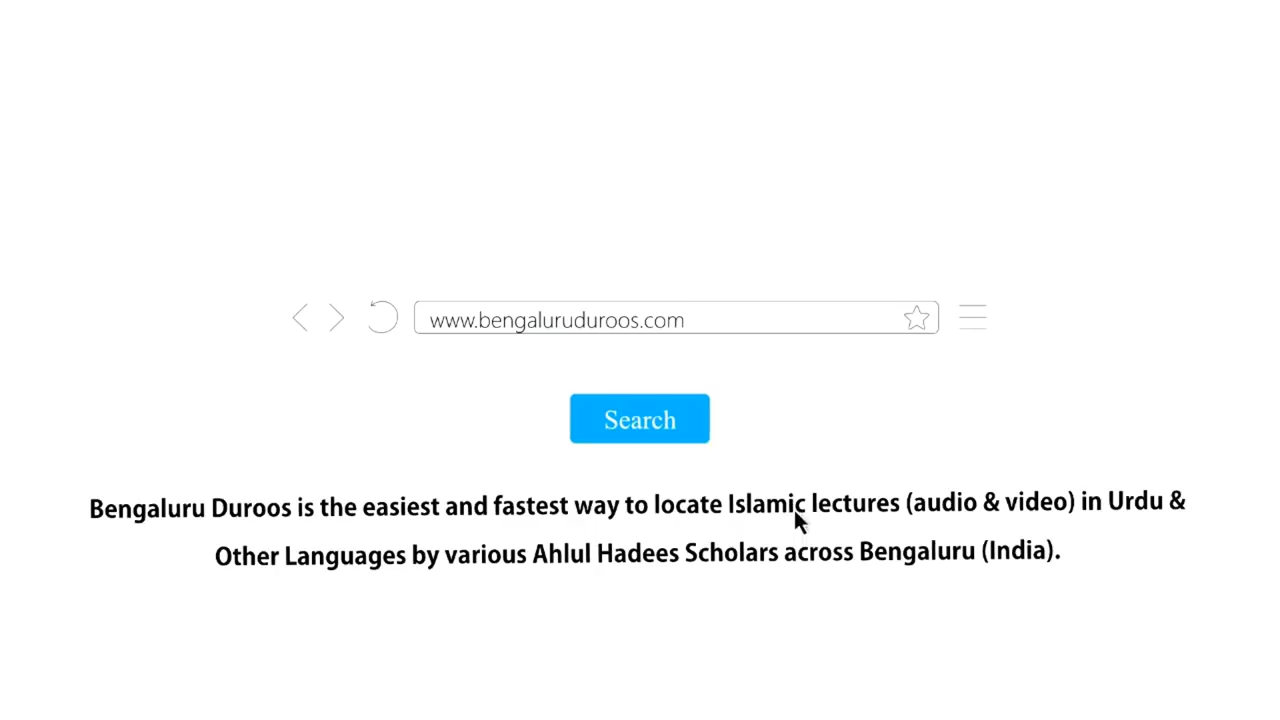 www.bengaluruduroos.com
Search
Bengaluru Duroos is the easiest and fastest way to locate Islamic lectures (audio & video) in Urdu &
Other Languages by various Ahlul Hadees Scholars across Bengaluru (India).